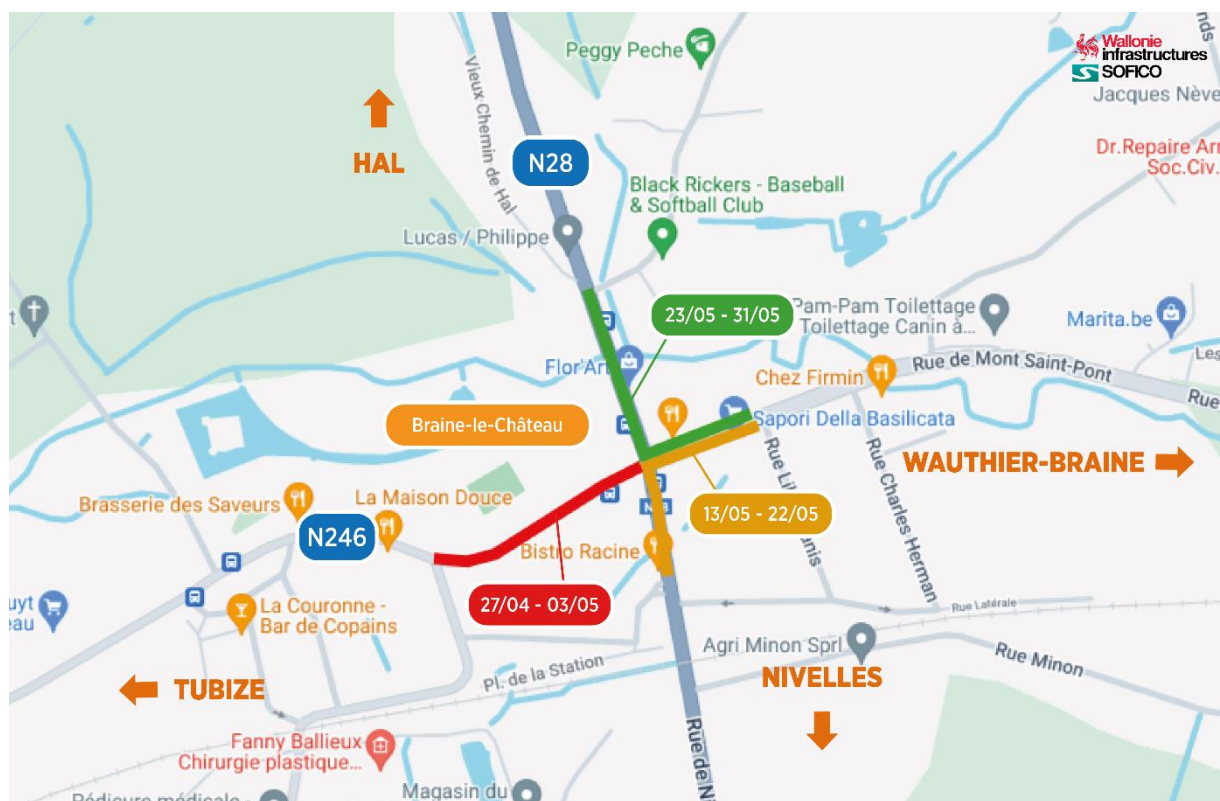 Peggy Peche
Wallonie
infrastructures
SOFICO
Jacques Nève
Vieux Chemin de Hal
HAL
N28
Dr.Repaire Arr
Soc.Civ.
Black Rickers - Baseball
& Softball Club
Lucas / Philippe
23/05 - 31/05
Pam-Pam Toilettage
Toilettage Canin à...
Marita.be
Les
Flor'Art
Rue de Mont Saint-Pont
Rue
Chez Firmin
Braine-le-Château
Sapori Della Basilicata
WAUTHIER-BRAINE
Rue Charles Herman
Brasserie des Saveurs
La Maison Douce
13/05 - 22/05
N246
Bistro Racine
27/04 - 03/05
La Couronne -
Bar de Copains
Rue Latérale
Agri Minon Sprl
Rue Minon
Pl. de la Station
NIVELLES
TUBIZE
Fanny Ballieux
Chirurgie plastique...
Magasin du
Pédicure médicale -